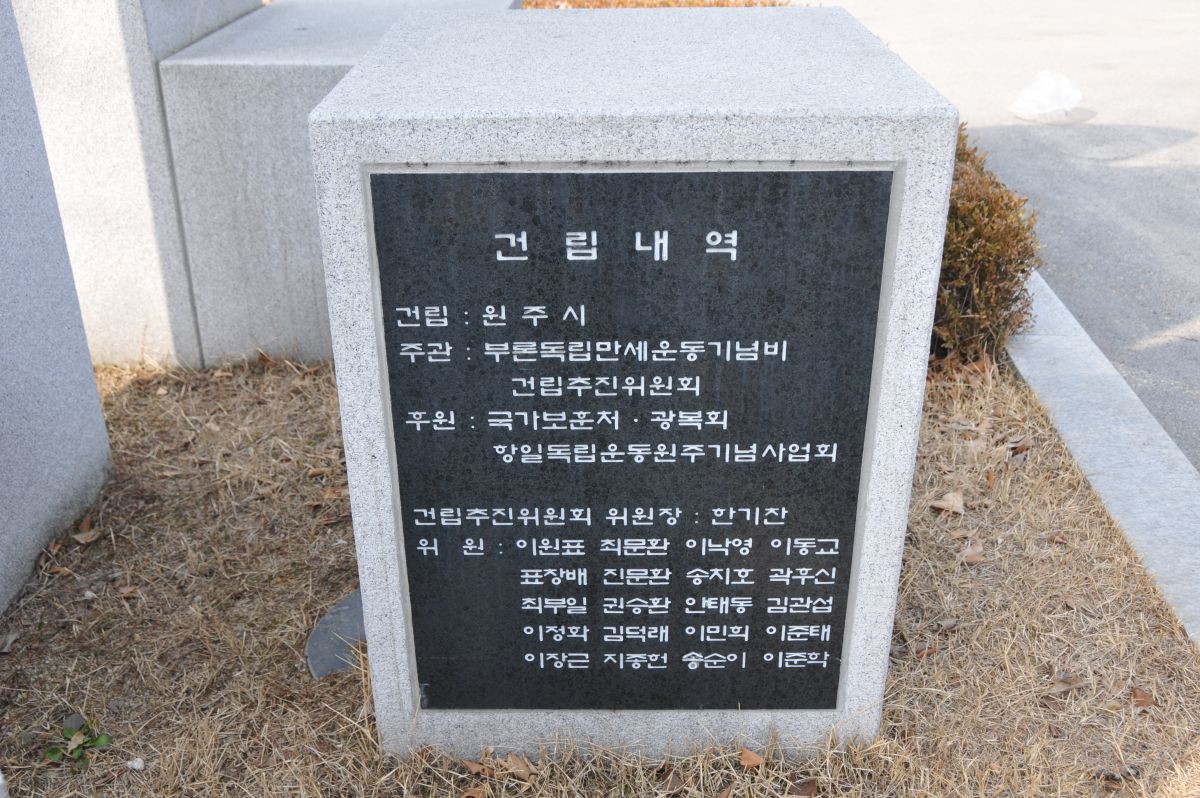 건립내역
건립 : 원 주 시
주관 : 부론독립만세운동기념비
건립추진위원회
후원 : 국가보훈처 · 광복회
항일독립운동원주기념사업회
건립추진위원회 위원장 : 한기찬
위 원 : 이원표 최문환 이낙영 이동교
표장배 진문환 송지호 곽후신
최부일 권승환 안태동 김관섭
이정화 김덕래 이민희 이준태
이장근 지종헌 송순이 이준학